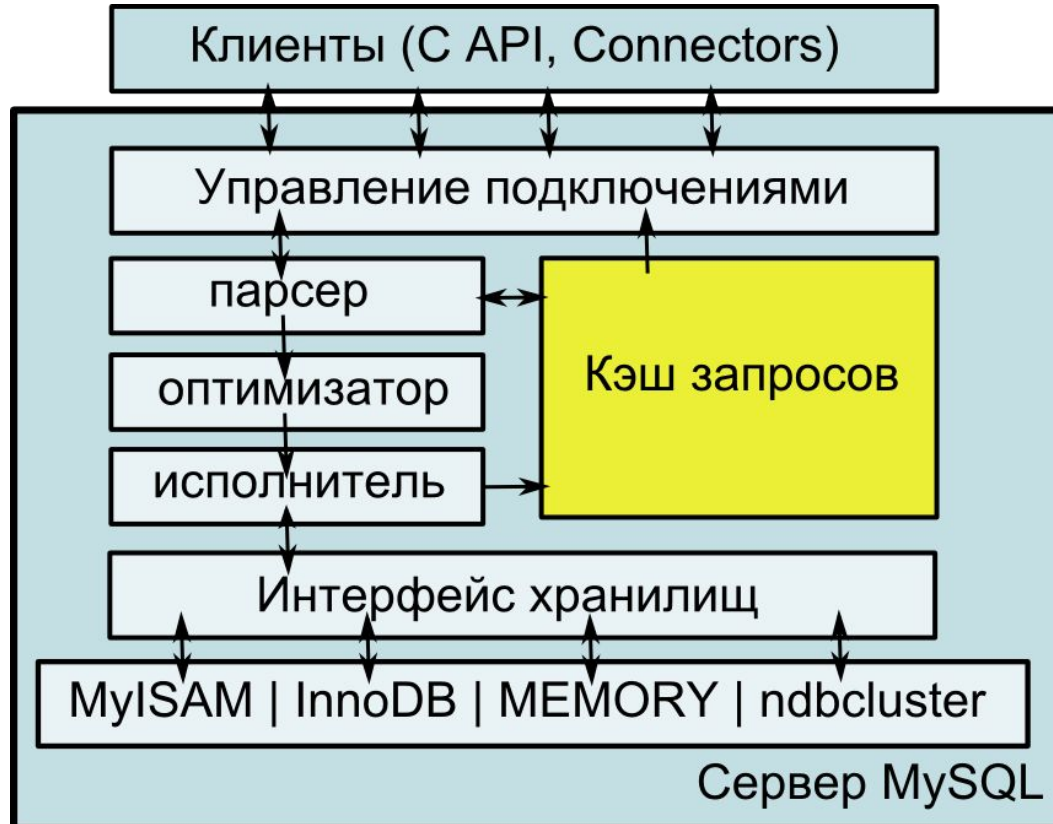 Клиенты (C API, Connectors)
Управление подключениями
парсер
Кэш запросов
оптимизатор
исполнитель
Интерфейс хранилищ
MyISAM | InnoDB | MEMORY | ndbcluster
Сервер MySQL